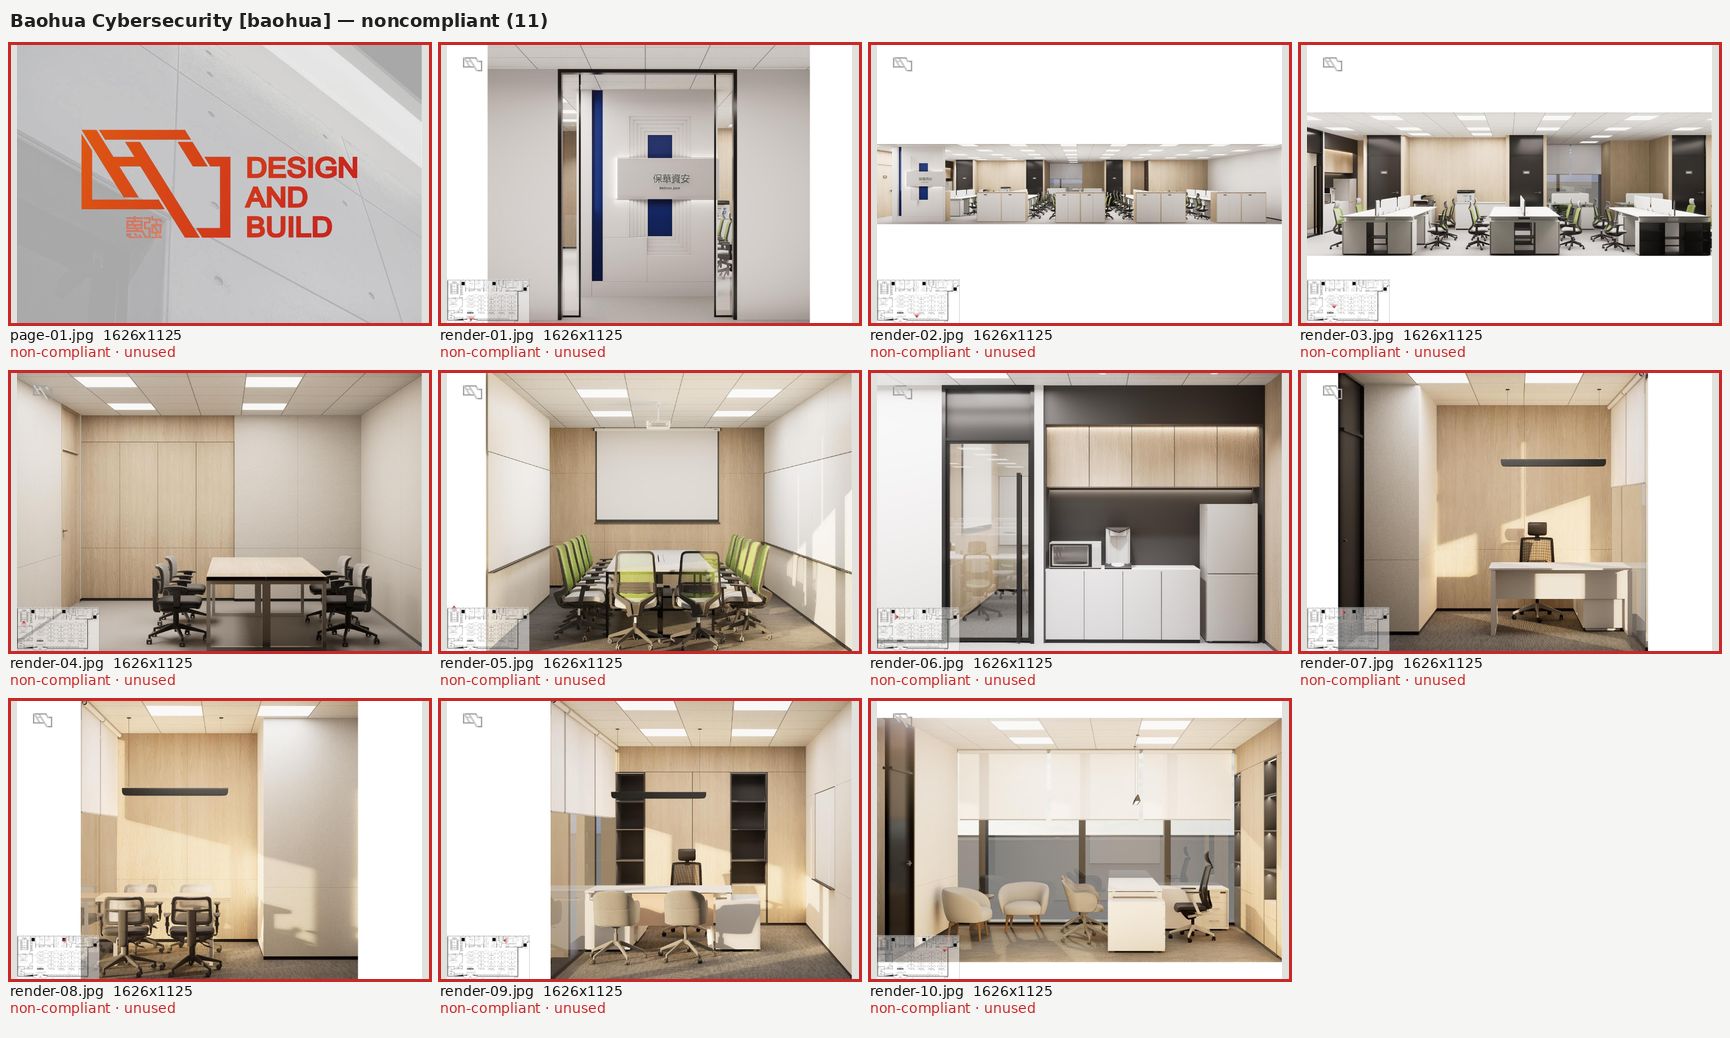 Baohua Cybersecurity [baohua] — noncompliant (11)
DESIGN
AND
BUILD
惠強
保華資安
page-01.jpg 1626x1125
non-compliant · unused
render-01.jpg 1626x1125
non-compliant · unused
render-02.jpg 1626x1125
non-compliant · unused
render-03.jpg 1626x1125
non-compliant · unused
render-04.jpg 1626x1125
non-compliant · unused
render-05.jpg 1626x1125
non-compliant · unused
render-06.jpg 1626x1125
non-compliant · unused
render-07.jpg 1626x1125
non-compliant · unused
render-08.jpg 1626x1125
non-compliant · unused
render-09.jpg 1626x1125
non-compliant · unused
render-10.jpg 1626x1125
non-compliant · unused